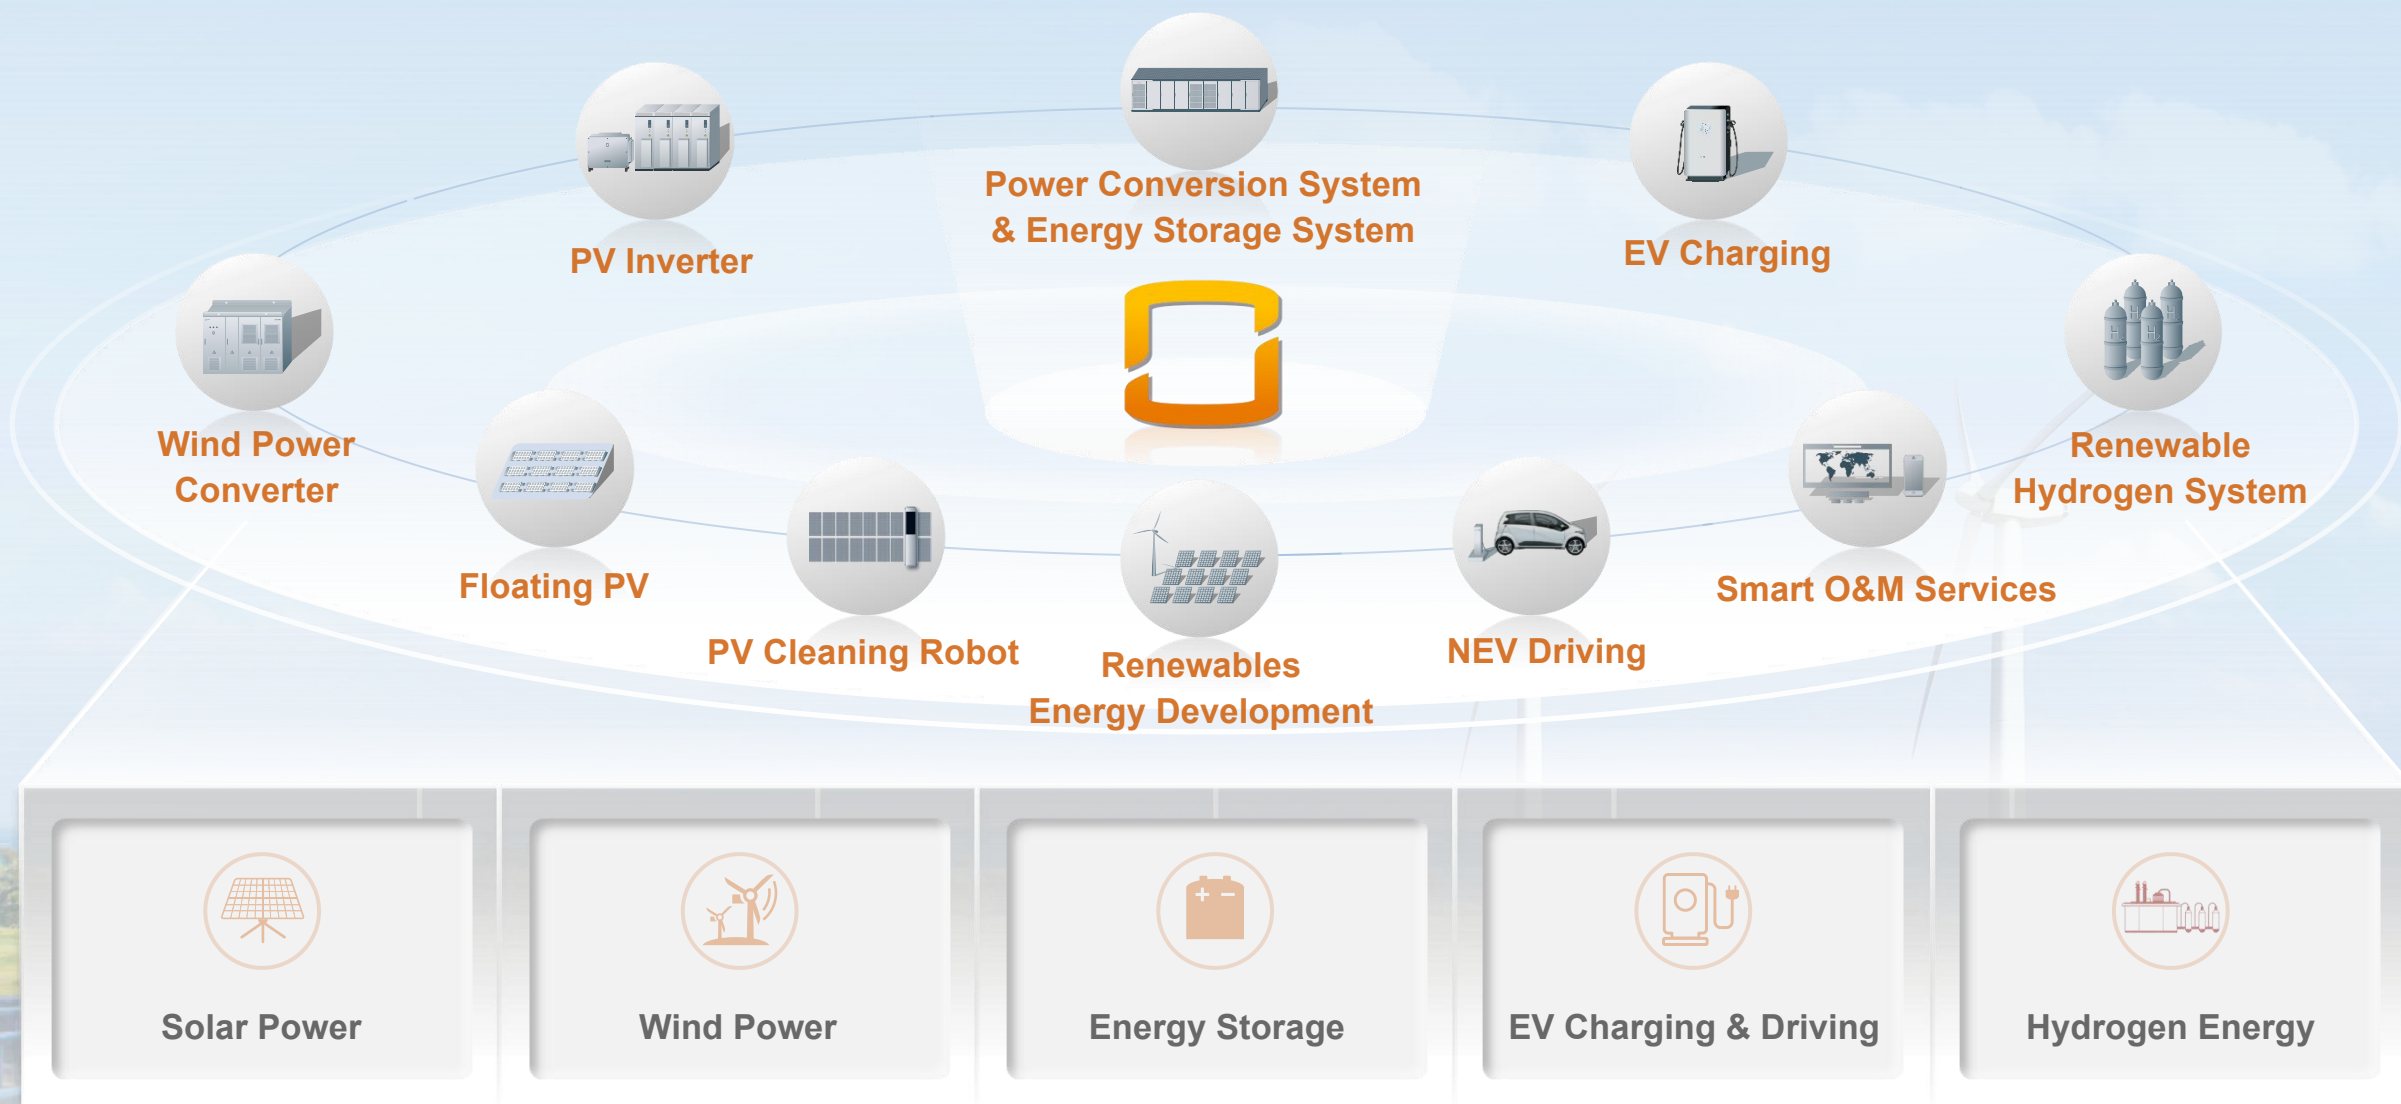 Power Conversion System
& Energy Storage System
PV Inverter
EV Charging
Wind Power
Converter
Renewable
Hydrogen System
Floating PV
Smart O&M Services
PV Cleaning Robot
Renewables
Energy Development
NEV Driving
Solar Power
Wind Power
Energy Storage
EV Charging & Driving
Hydrogen Energy